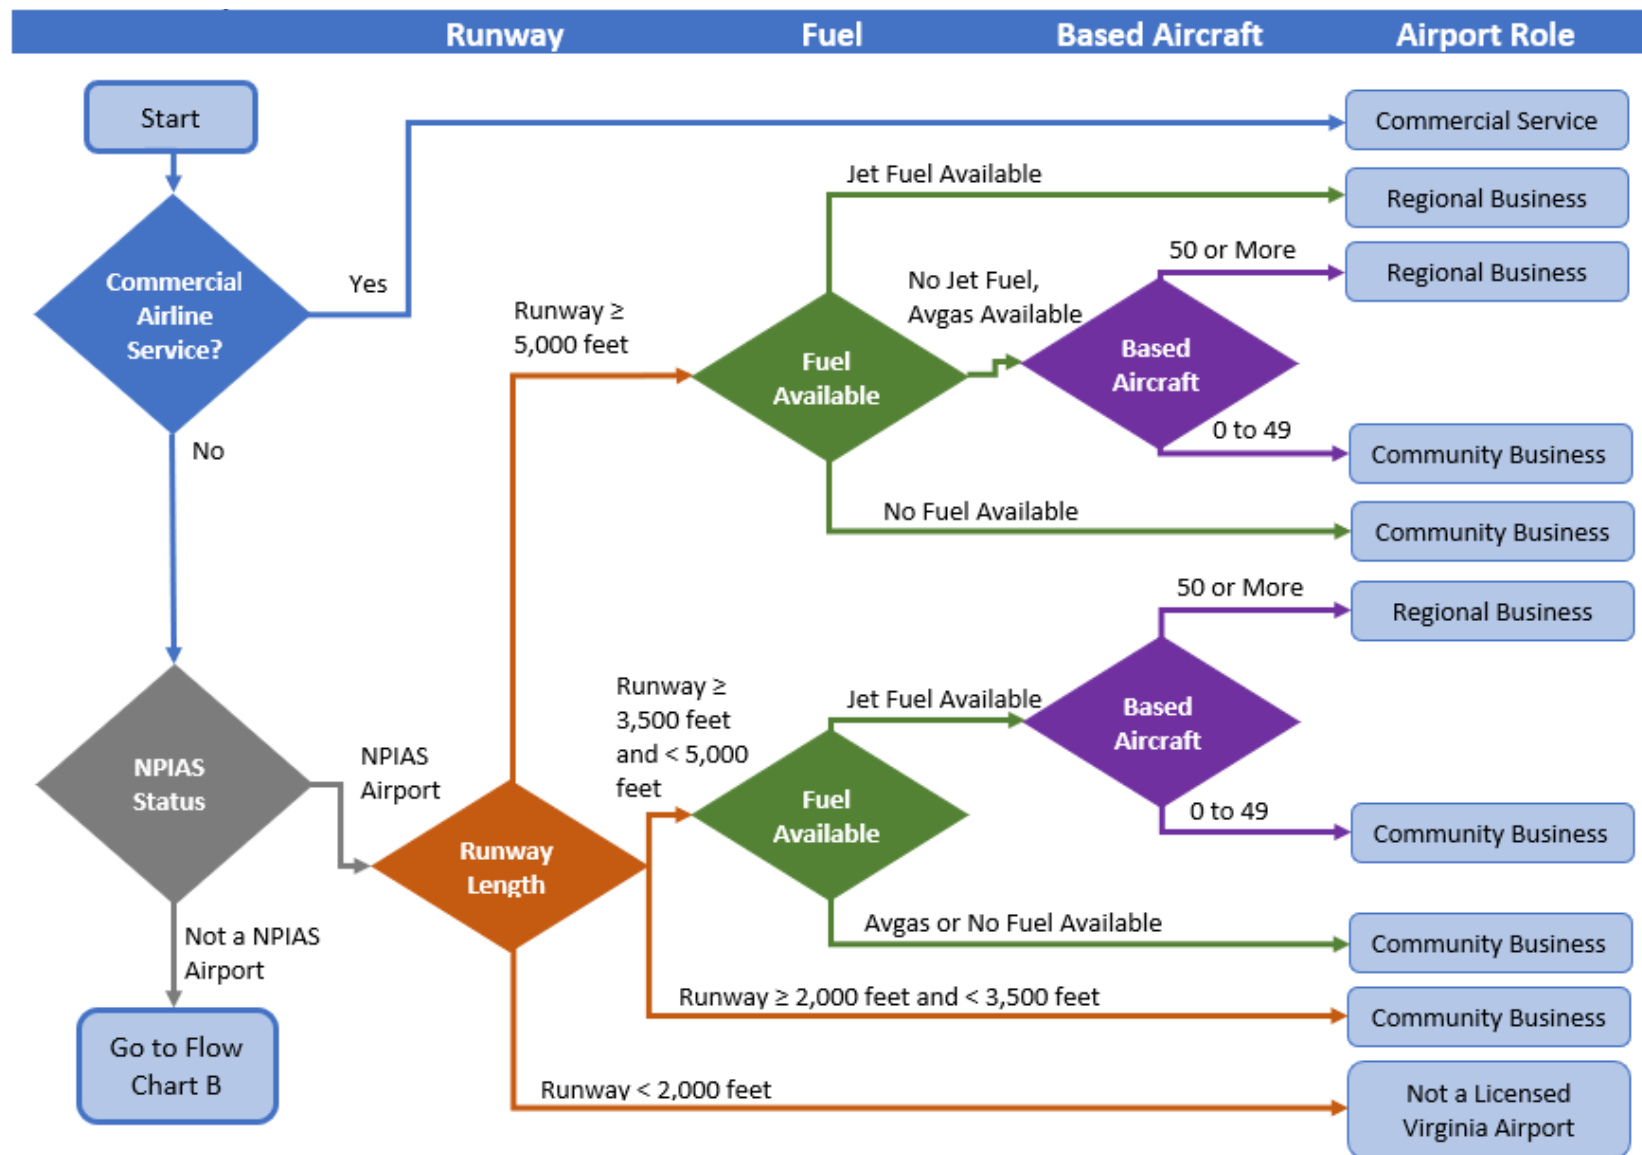 Runway
Fuel
Based Aircraft
Airport Role
Start
Commercial Service
Jet Fuel Available
Regional Business
50 or More
Regional Business
Commercial
Airline
Service?
Yes
No Jet Fuel,
Avgas Available
Runway ≥
5,000 feet
Fuel
Available
Based
Aircraft
0 to 49
Community Business
No
No Fuel Available
Community Business
50 or More
Regional Business
Runway ≥
3,500 feet
and < 5,000
feet
Jet Fuel Available
Based
Aircraft
NPIAS
Status
NPIAS
Airport
Fuel
Available
0 to 49
Community Business
Runway
Length
Avgas or No Fuel Available
Community Business
Not a NPIAS
Airport
Runway ≥ 2,000 feet and < 3,500 feet
Community Business
Go to Flow
Chart B
Runway < 2,000 feet
Not a Licensed
Virginia Airport